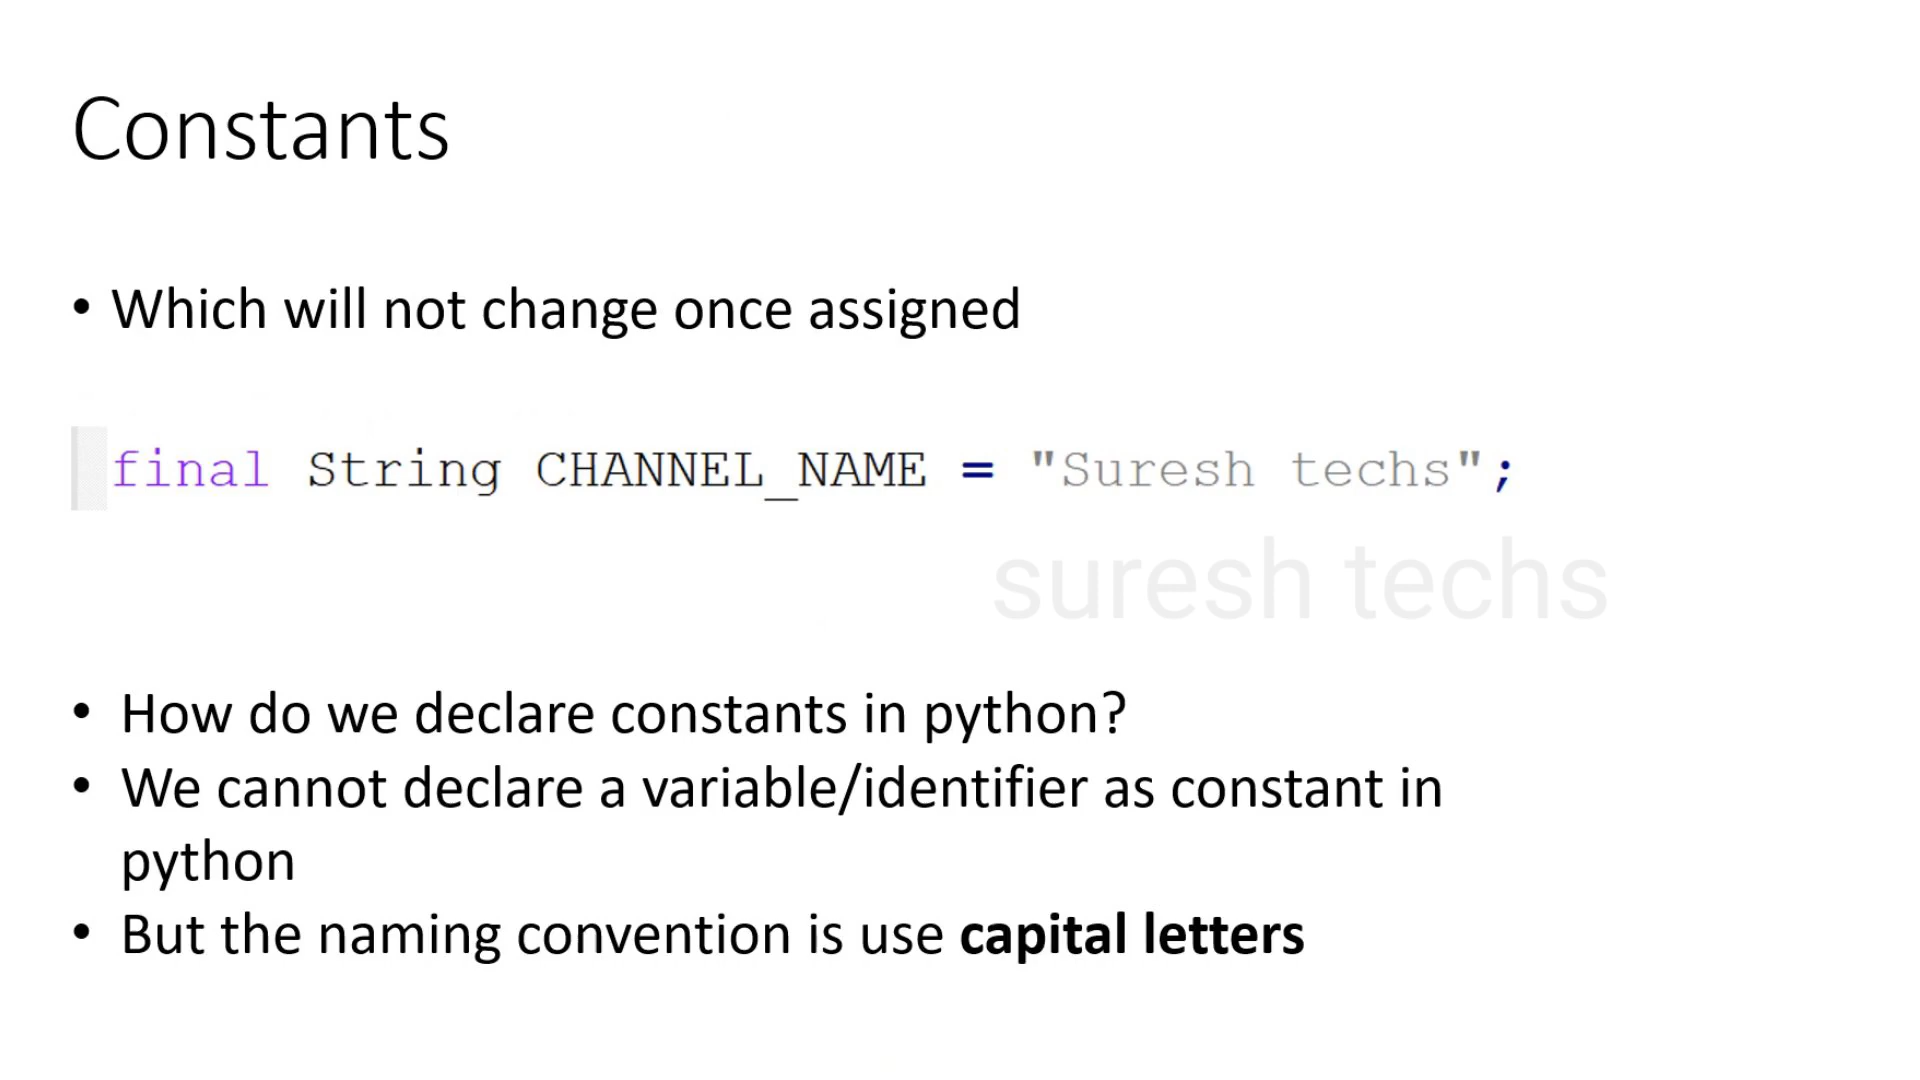 Constants
• Which will not change once assigned
final String CHANNEL_NAME = "Suresh techs";
suresh techs
• How do we declare constants in python?
• We cannot declare a variable/identifier as constant in
python
• But the naming convention is use capital letters